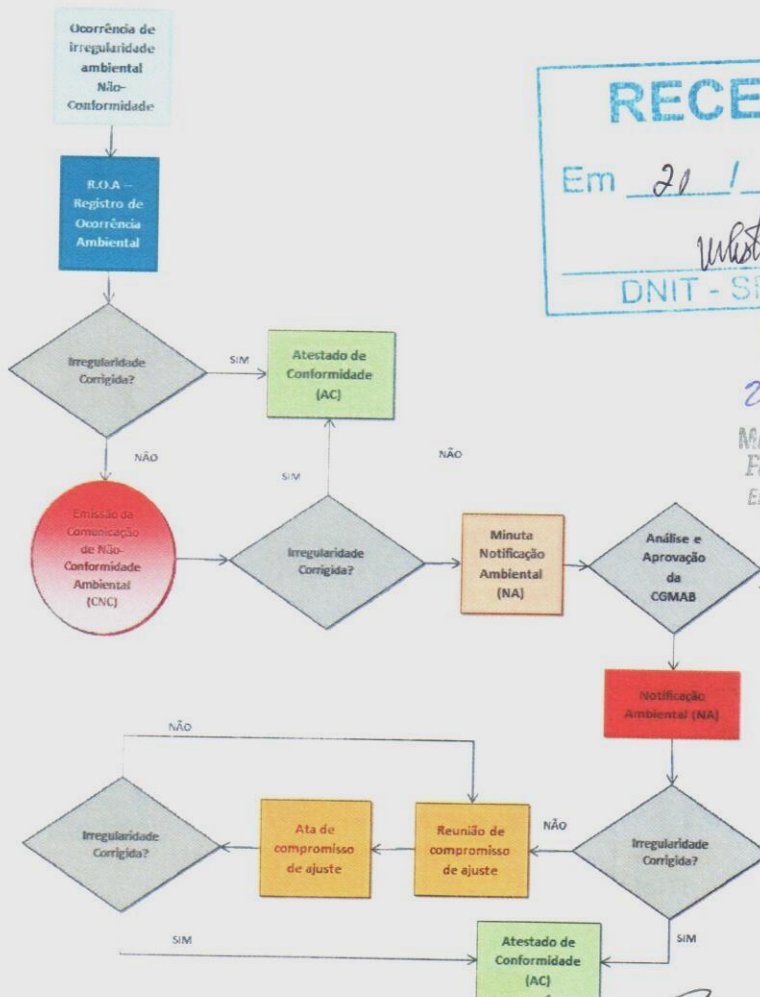 Ocorrência de
irregularidade
ambiental
Não-
Conformidade
R.O.A –
Registro de
Ocorrência
Ambiental
RECE
Em 20 /
DNIT - S
Irregularidade
Corrigida?
SIM
Atestado de
Conformidade
(AC)
NÃO
SIM
NÃO
Emissão da
Comunicação
de Não-
Conformidade
Ambiental
(CNC)
Irregularidade
Corrigida?
Minuta
Notificação
Ambiental
(NA)
Análise e
Aprovação
da
CGMAB
Notificação
Ambiental (NA)
NÃO
Irregularidade
Corrigida?
Ata de
compromisso
de ajuste
Reunião de
compromisso
de ajuste
NÃO
Irregularidade
Corrigida?
SIM
Atestado de
Conformidade
(AC)
SIM